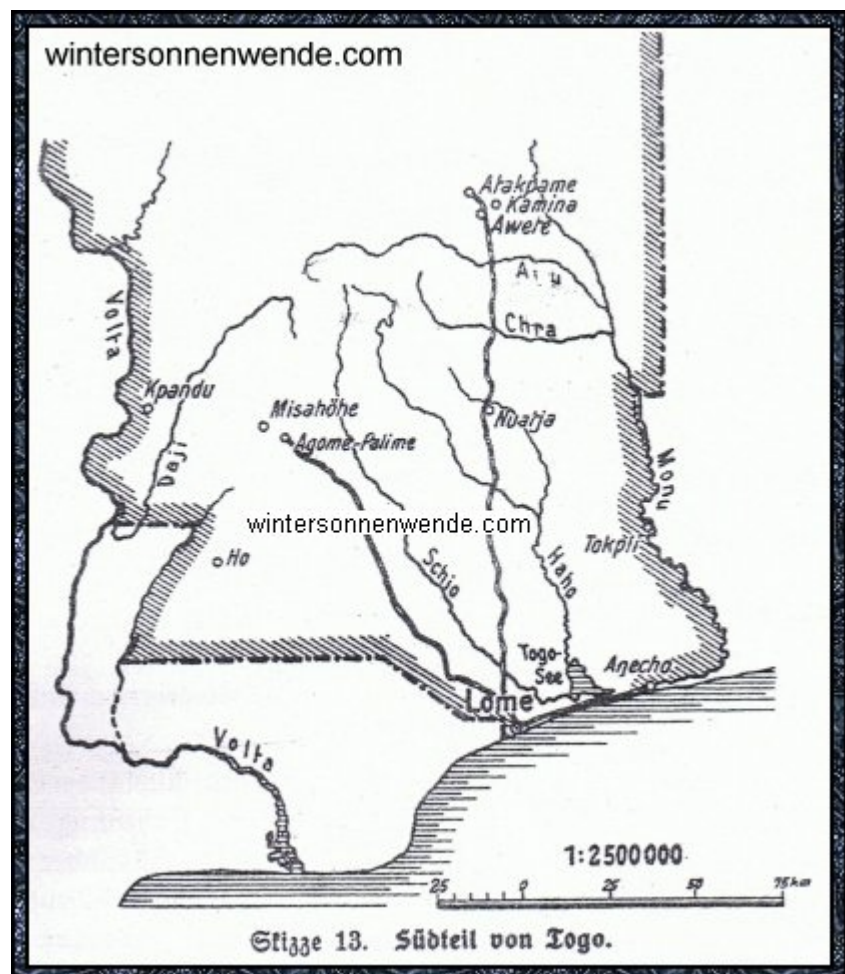 wintersonnenwende.com
Atakpame
Kamina
Awete
Chra
Volta
Kpandu
Misahöhe
Agome-Palime
Nuatja
Daji
Monu
wintersonnenwende.com
Ho
Tokpli
Schio
Haho
Togo-
See
Anecho
Lome
Volta
1:2500000
25 0 25 50 75 km
Skizze 13. Südteil von Togo.